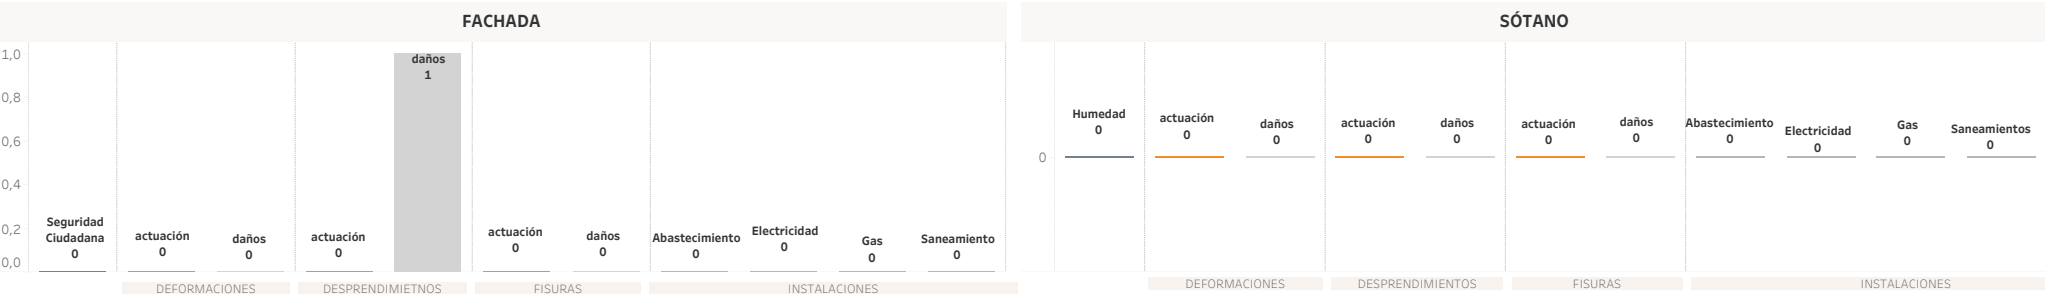 FACHADA
1,0
0,8
0,6
0,4
0,2
0,0
Seguridad
Ciudadana
0
actuación
0
daños
0
actuación
0
daños
1
actuación
0
daños
0
Abastecimiento
0
Electricidad
0
Gas
0
Saneamiento
0
DEFORMACIONES
DESPRENDIMIETNOS
FISURAS
INSTALACIONES
SÓTANO
0
Humedad
0
actuación
0
daños
0
actuación
0
daños
0
actuación
0
daños
0
Abastecimiento
0
Electricidad
0
Gas
0
Saneamientos
0
DEFORMACIONES
DESPRENDIMIENTOS
FISURAS
INSTALACIONES